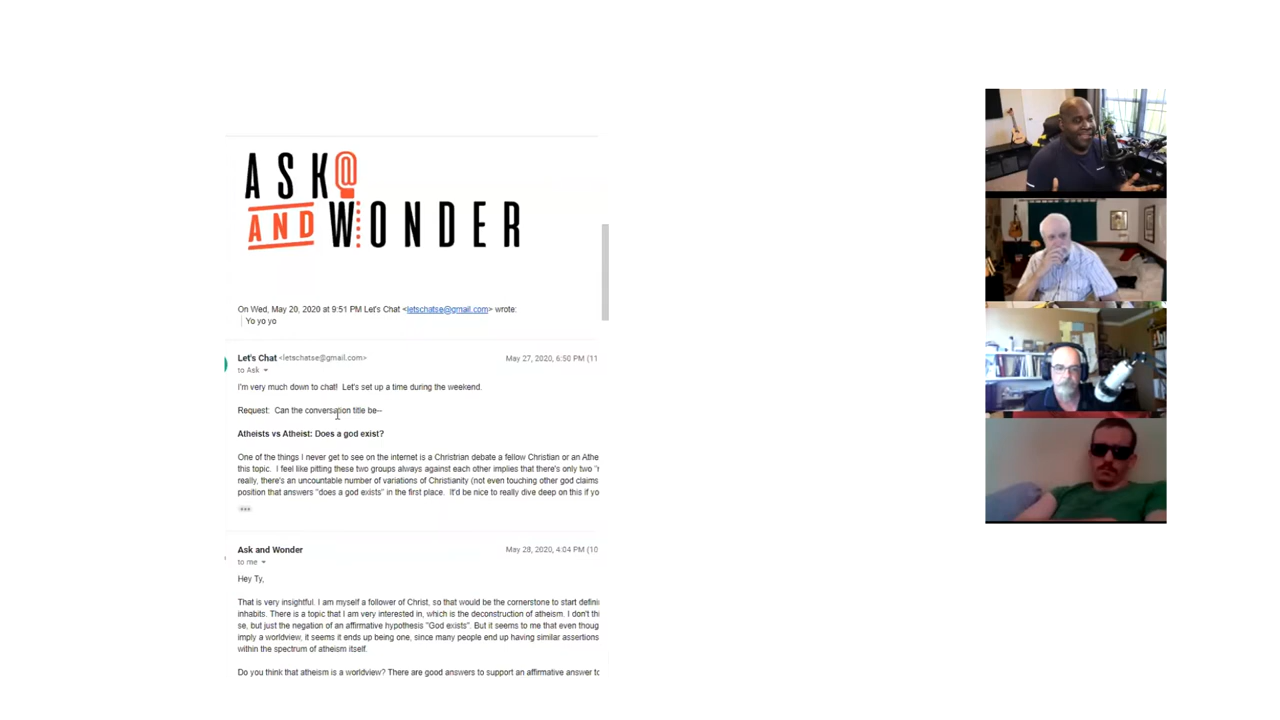 ASK@
AND WONDER
On Wed, May 20, 2020 at 9:51 PM Let's Chat <letschatse@gmail.com> wrote:
Yo yo yo
Let's Chat <letschatse@gmail.com>
May 27, 2020, 6:50 PM (11
to Ask
I'm very much down to chat! Let's set up a time during the weekend.
Request: Can the conversation title be--
Atheists vs Atheist: Does a god exist?
One of the things I never get to see on the internet is a Christrian debate a fellow Christian or an Athe
this topic. I feel like pitting these two groups always against each other implies that there's only two "r
really, there's an uncountable number of variations of Christianity (not even touching other god claims
position that answers "does a god exists" in the first place. It'd be nice to really dive deep on this if yo
Ask and Wonder
May 28, 2020, 4:04 PM (10
to me
Hey Ty,
That is very insightful. I am myself a follower of Christ, so that would be the cornerstone to start defini
inhabits. There is a topic that I am very interested in, which is the deconstruction of atheism. I don't thi
se, but just the negation of an affirmative hypothesis "God exists". But it seems to me that even thoug
imply a worldview, it seems it ends up being one, since many people end up having similar assertions
within the spectrum of atheism itself.
Do you think that atheism is a worldview? There are good answers to support an affirmative answer to